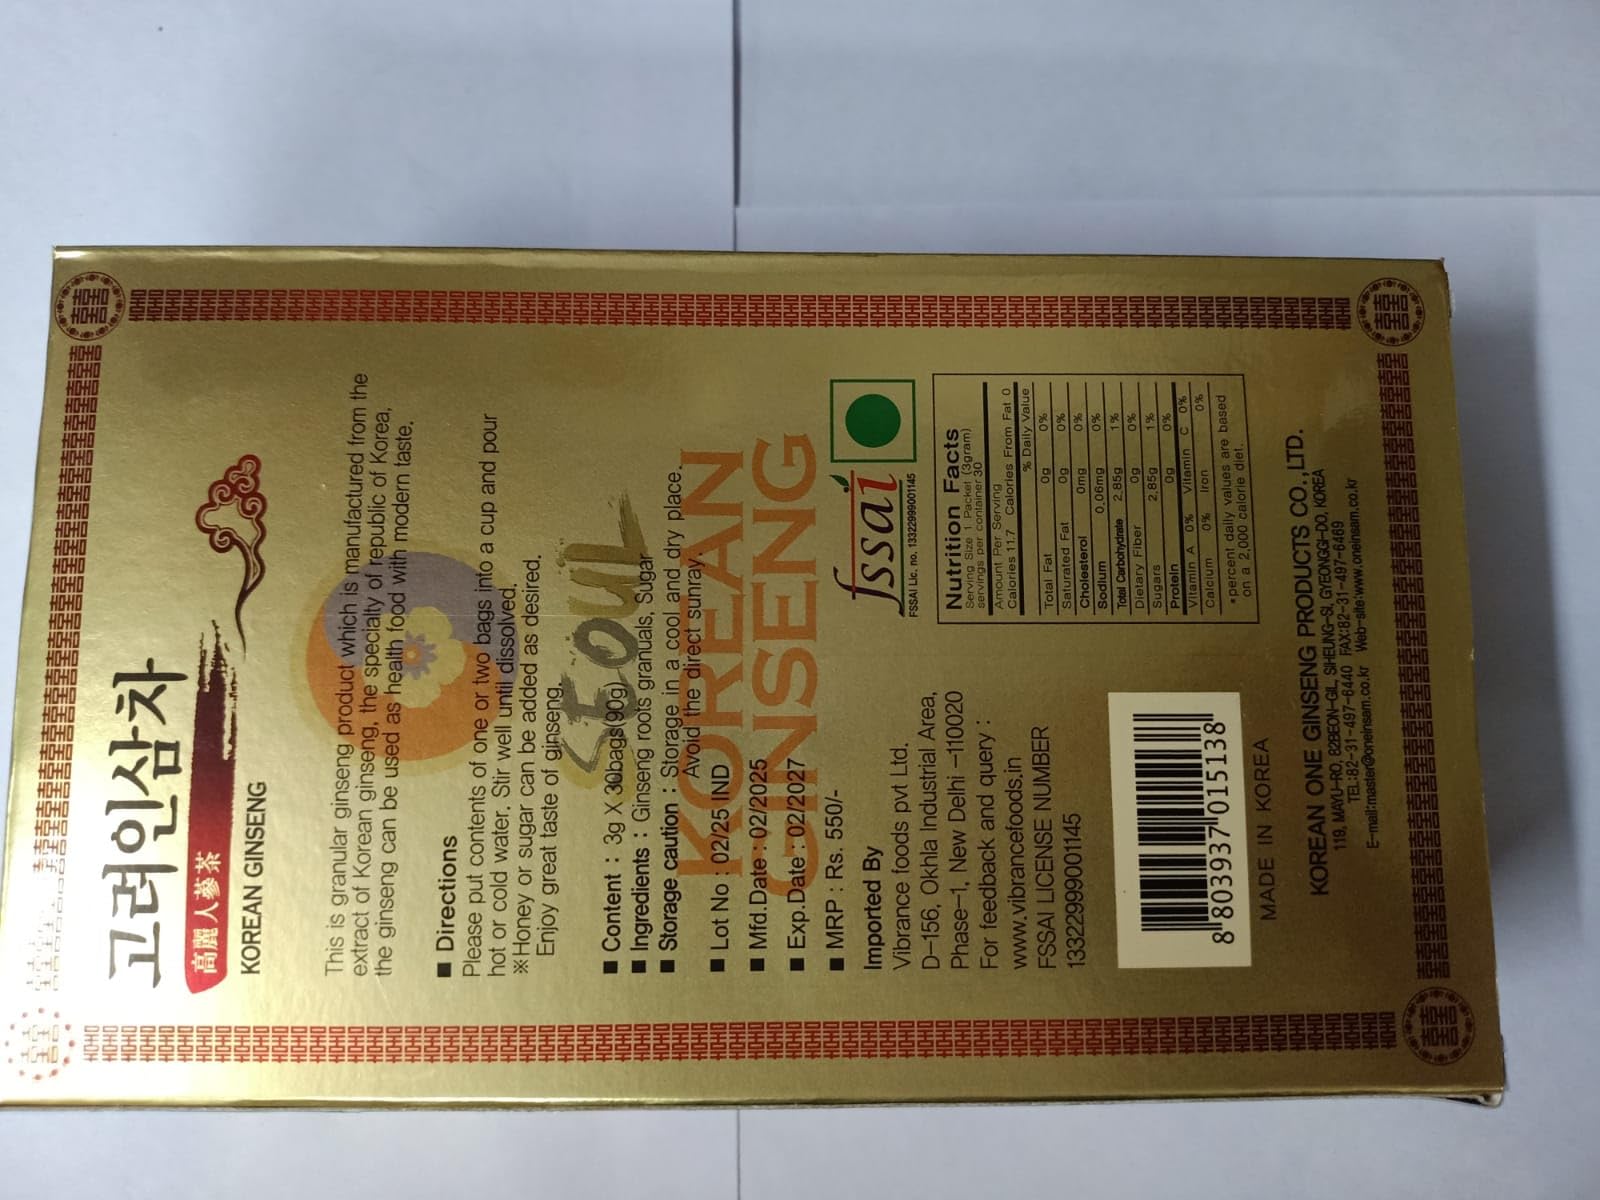 고려인삼차
高麗人蔘茶
KOREAN GINSENG
This is granular ginseng product which is manufactured from the
extract of Korean ginseng, the specialty of republic of Korea,
the ginseng can be used as health food with modern taste.
■ Directions
Please put contents of one or two bags into a cup and pour
hot or cold water. Stir well until dissolved.
※Honey or sugar can be added as desired.
Enjoy great taste of ginseng.
SEOUL
KOREAN
GINSENG
■ Content : 3g X 30bags(90g)
■ Ingredients : Ginseng roots granuals, Sugar
■ Storage caution : Storage in a cool and dry place.
Avoid the direct sunray.
■ Lot No : 02/25 IND
■ Mfd.Date : 02/2025
■ Exp.Date : 02/2027
■ MRP : Rs. 550/-
Imported By
Vibrance foods pvt Ltd.
D-156, Okhla Industrial Area,
Phase-1, New Delhi -110020
For feedback and query :
www.vibrancefoods.in
FSSAI LICENSE NUMBER
13322999001145
fssai
FSSAI Lic. no. 13322999001145
Nutrition Facts
Serving Size 1 Packet (3gram)
servings per container 30
Amount Per Serving
Calories 11.7 Calories From Fat 0
% Daily Value
Total Fat 0g 0%
Saturated Fat 0g 0%
Cholesterol 0mg 0%
Sodium 0.06mg 0%
Total Carbohydrate 2.85g 1%
Dietary Fiber 0g 0%
Sugars 2.85g 1%
Protein 0g 0%
Vitamin A 0% Vitamin C 0%
Calcium 0% Iron 0%
*percent daily values are based
on a 2,000 calorie diet.
8 803937 015138
MADE IN KOREA
KOREAN ONE GINSENG PRODUCTS CO.,LTD.
119, MAYU-RO, 82BEON-GIL, SIHEUNG-SI, GYEONGGI-DO, KOREA
TEL:82-31-497-6440 FAX:82-31-497-6469
E-mail:master@oneinsam.co.kr Web-site:www.oneinsam.co.kr